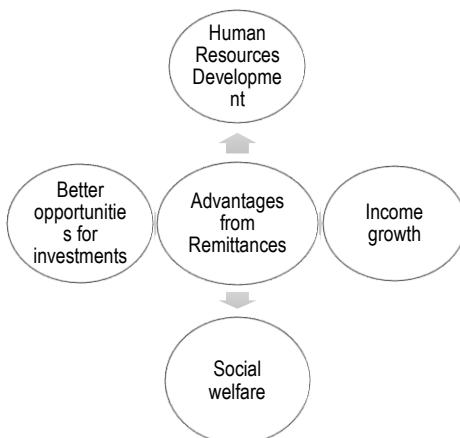 Human
Resources
Developme
nt
Better
opportunitie
s for
investments
Advantages
from
Remittances
Income
growth
Social
welfare